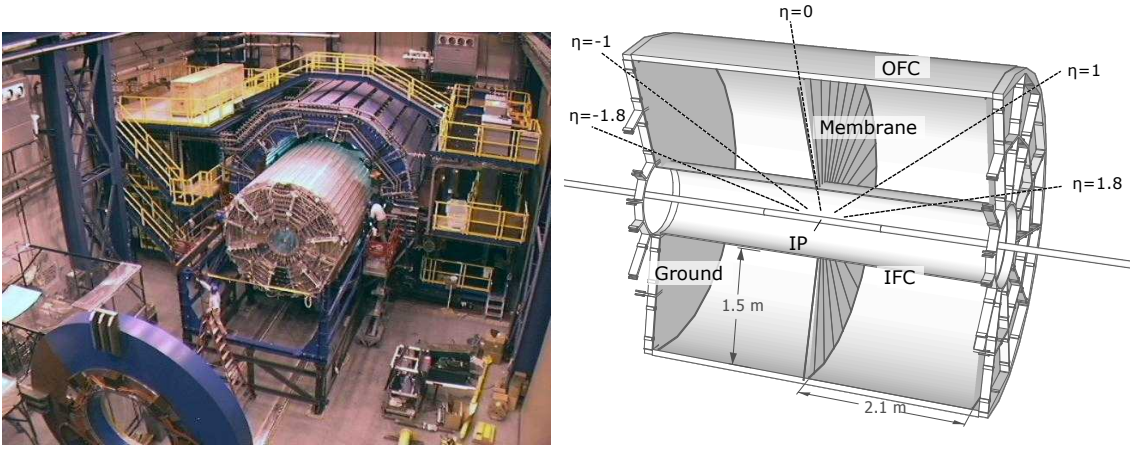 η=0
η=-1
OFC
η=1
η=-1.8
Membrane
η=1.8
IP
Ground
IFC
1.5 m
2.1 m